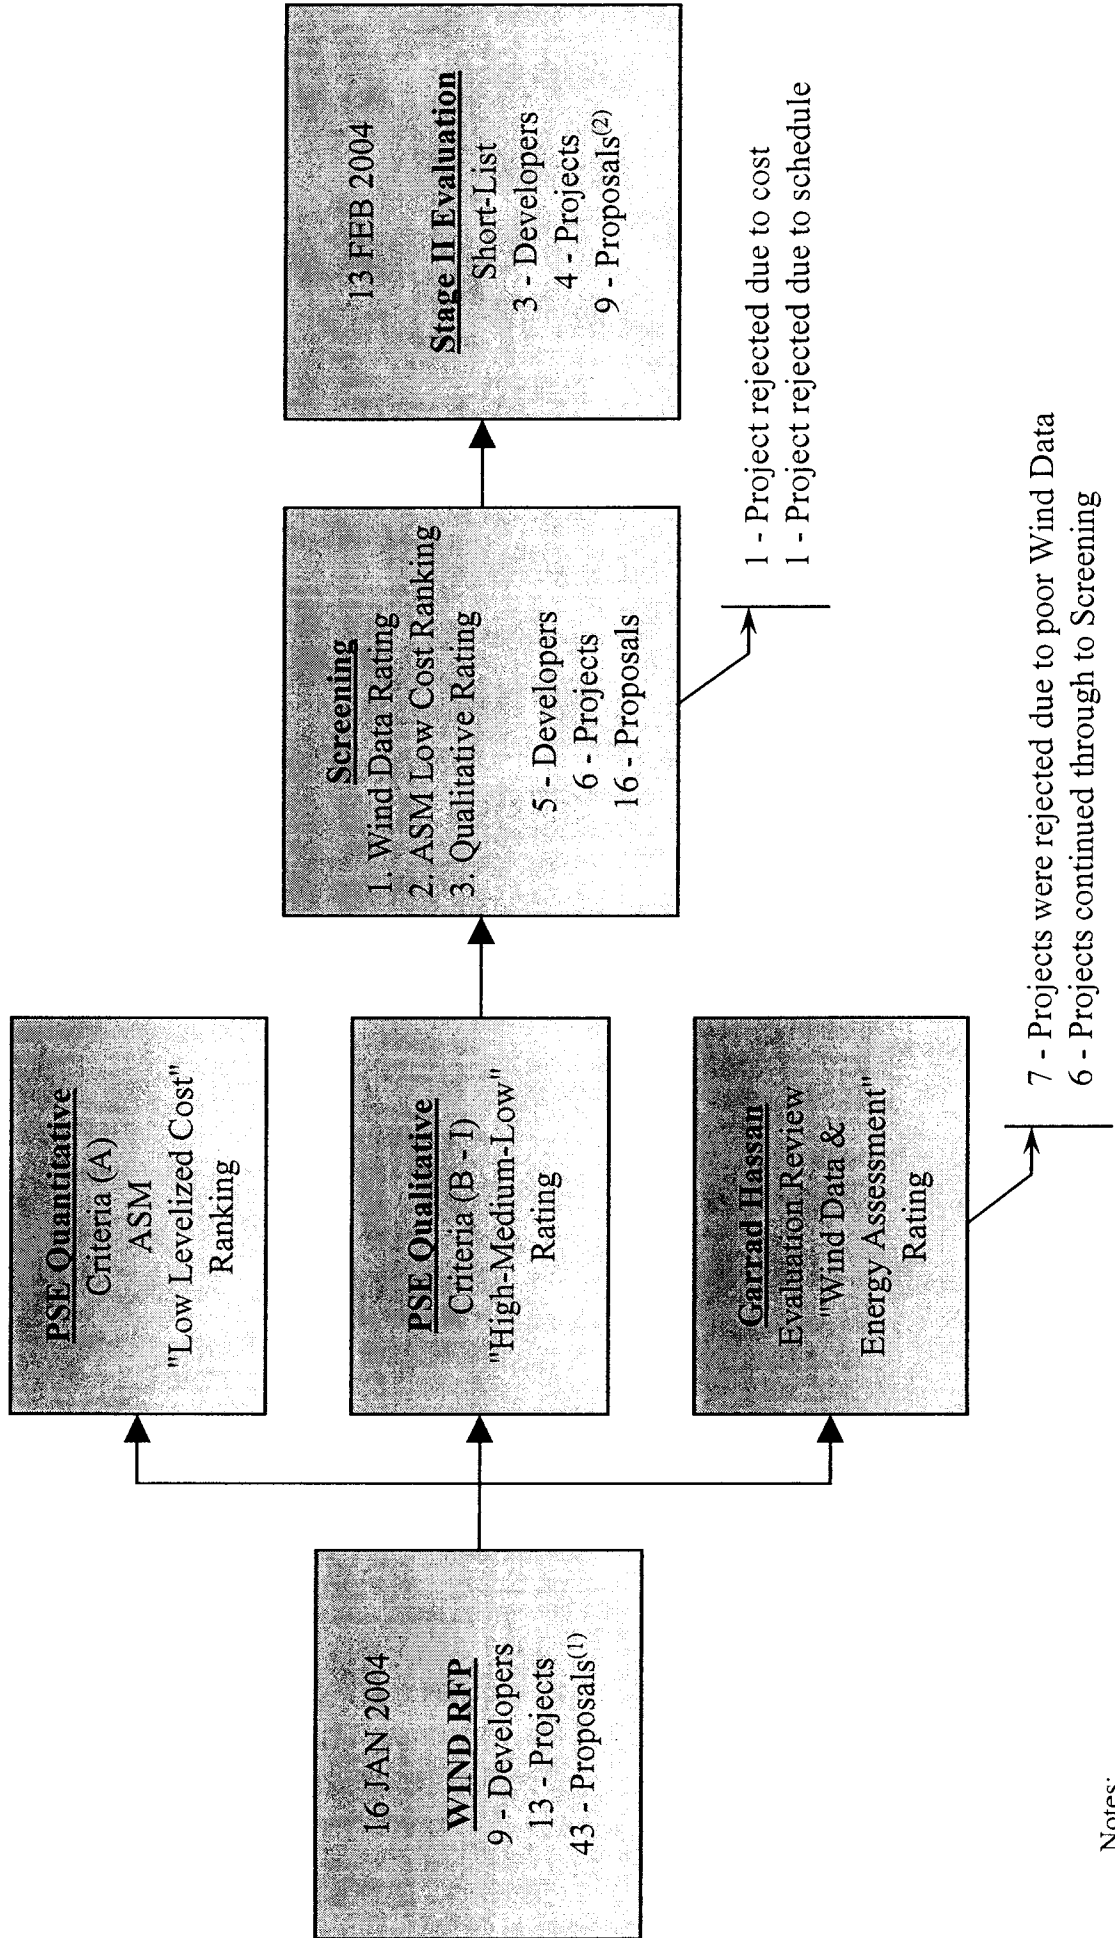 16 JAN 2004
WIND RFP
9 - Developers
13 - Projects
43 - Proposals(1)
PSE Quantitative
Criteria (A)
ASM
"Low Levelized Cost"
Ranking
PSE Qualitative
Criteria (B - I)
"High-Medium-Low"
Rating
Garrad Hassan
Evaluation Review
"Wind Data &
Energy Assessment"
Rating
7 - Projects were rejected due to poor Wind Data
6 - Projects continued through to Screening
Screening
1. Wind Data Rating
2. ASM Low Cost Ranking
3. Qualitative Rating
5 - Developers
6 - Projects
16 - Proposals
1 - Project rejected due to cost
1 - Project rejected due to schedule
13 FEB 2004
Stage II Evaluation
Short-List
3 - Developers
4 - Projects
9 - Proposals(2)
Notes: